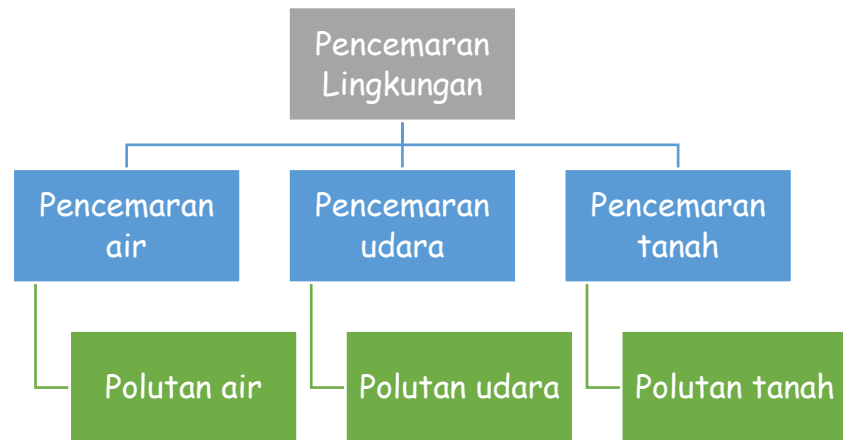 Pencemaran
Lingkungan
Pencemaran
air
Pencemaran
udara
Pencemaran
tanah
Polutan air
Polutan udara
Polutan tanah